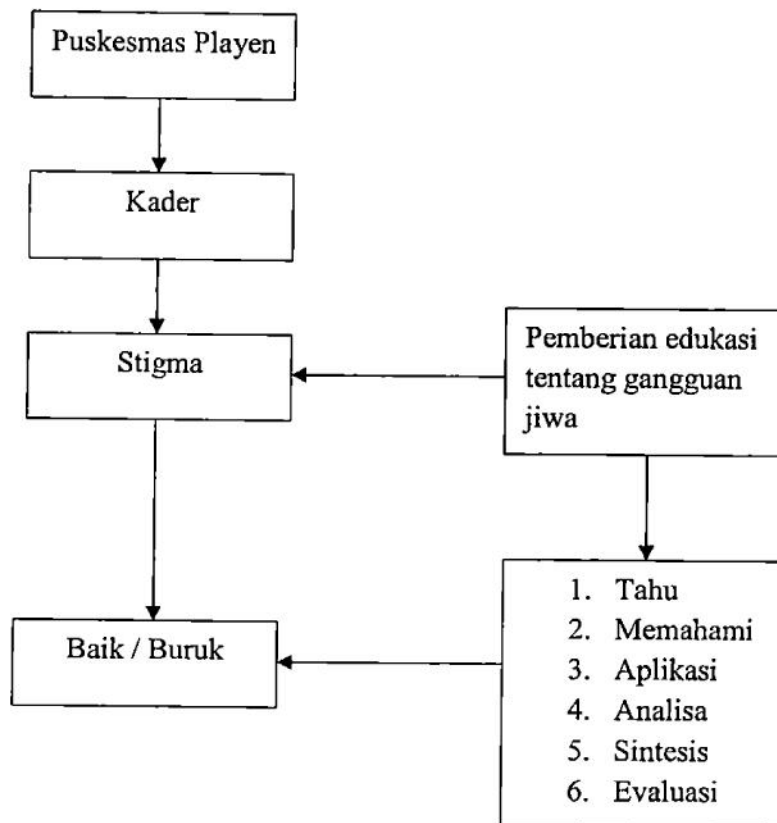 Puskesmas Playen
Kader
Stigma
Pemberian edukasi
tentang gangguan
jiwa
Baik / Buruk
1. Tahu
2. Memahami
3. Aplikasi
4. Analisa
5. Sintesis
6. Evaluasi